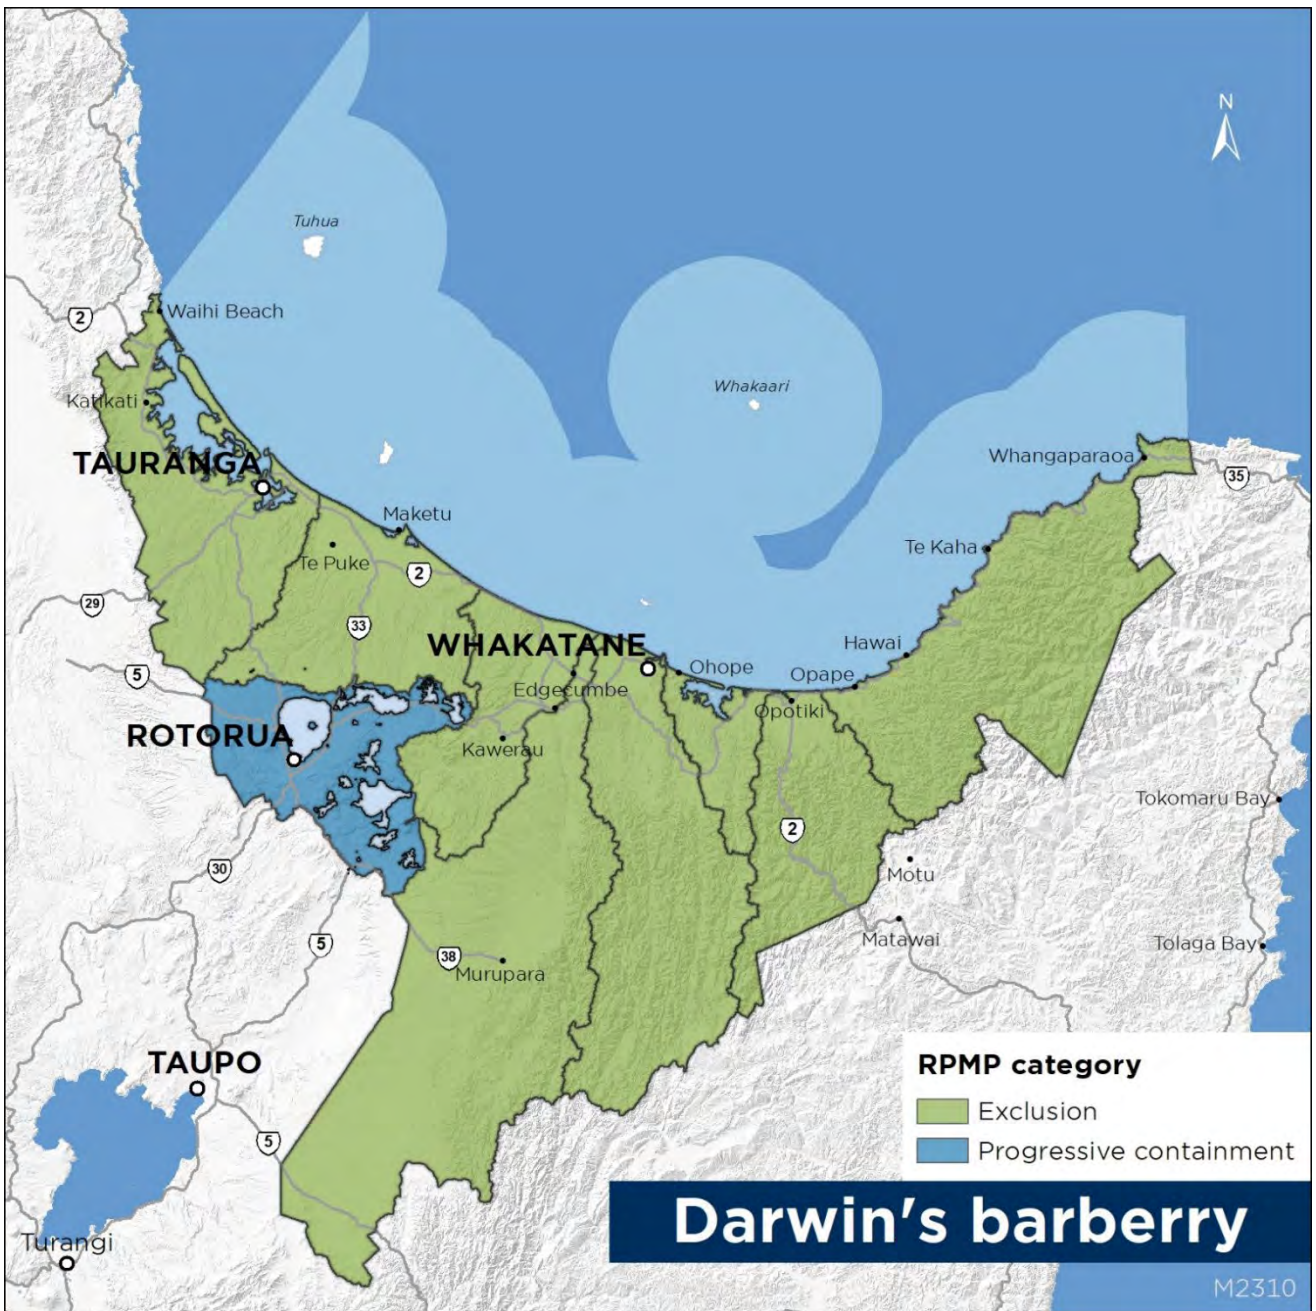 N
Tuhua
2
Waihi Beach
Whakaari
Katikati
TAURANGA
Whangaparaoa
35
Maketu
Te Kaha
Te Puke
2
29
33
WHAKATANE
Hawai
5
Ohope
Opape
Edgecumbe
Opotiki
ROTORUA
Kawerau
Tokomaru Bay
2
30
Motu
5
38
Murupara
Matawai
Tolaga Bay
TAUPO
5
Turangi
RPMP category
Exclusion
Progressive containment
Darwin's barberry
M2310